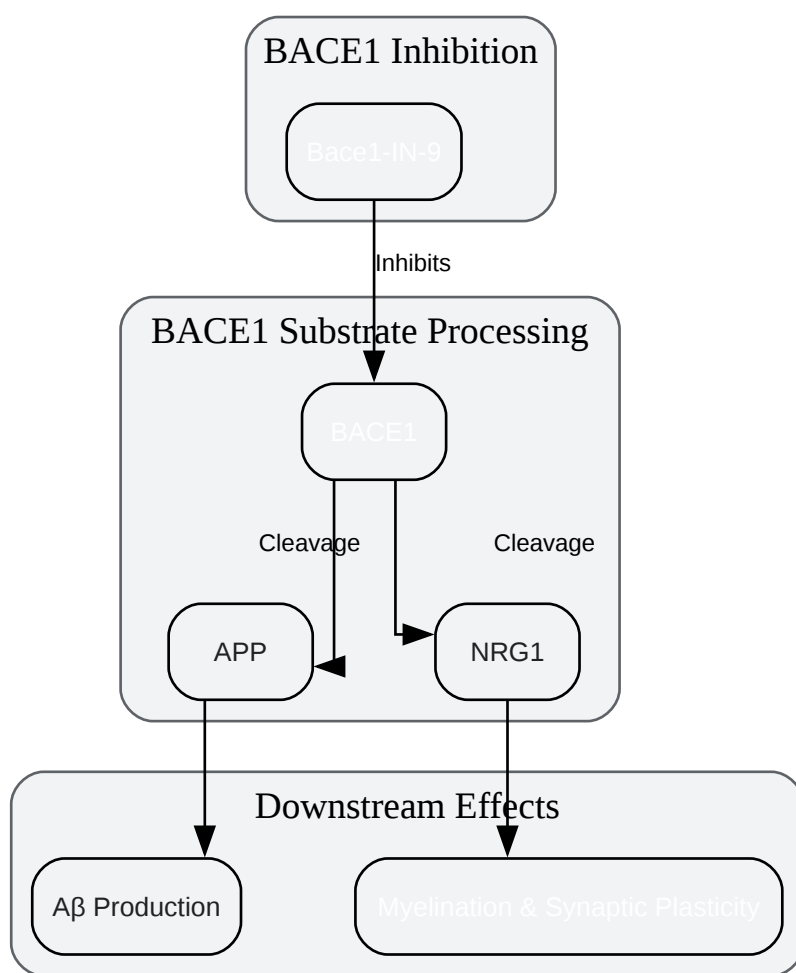 BACE1 Inhibition
Bace1-IN-9
Inhibits
BACE1 Substrate Processing
BACE1
Cleavage
Cleavage
APP
NRG1
Downstream Effects
Aβ Production
Myelination & Synaptic Plasticity